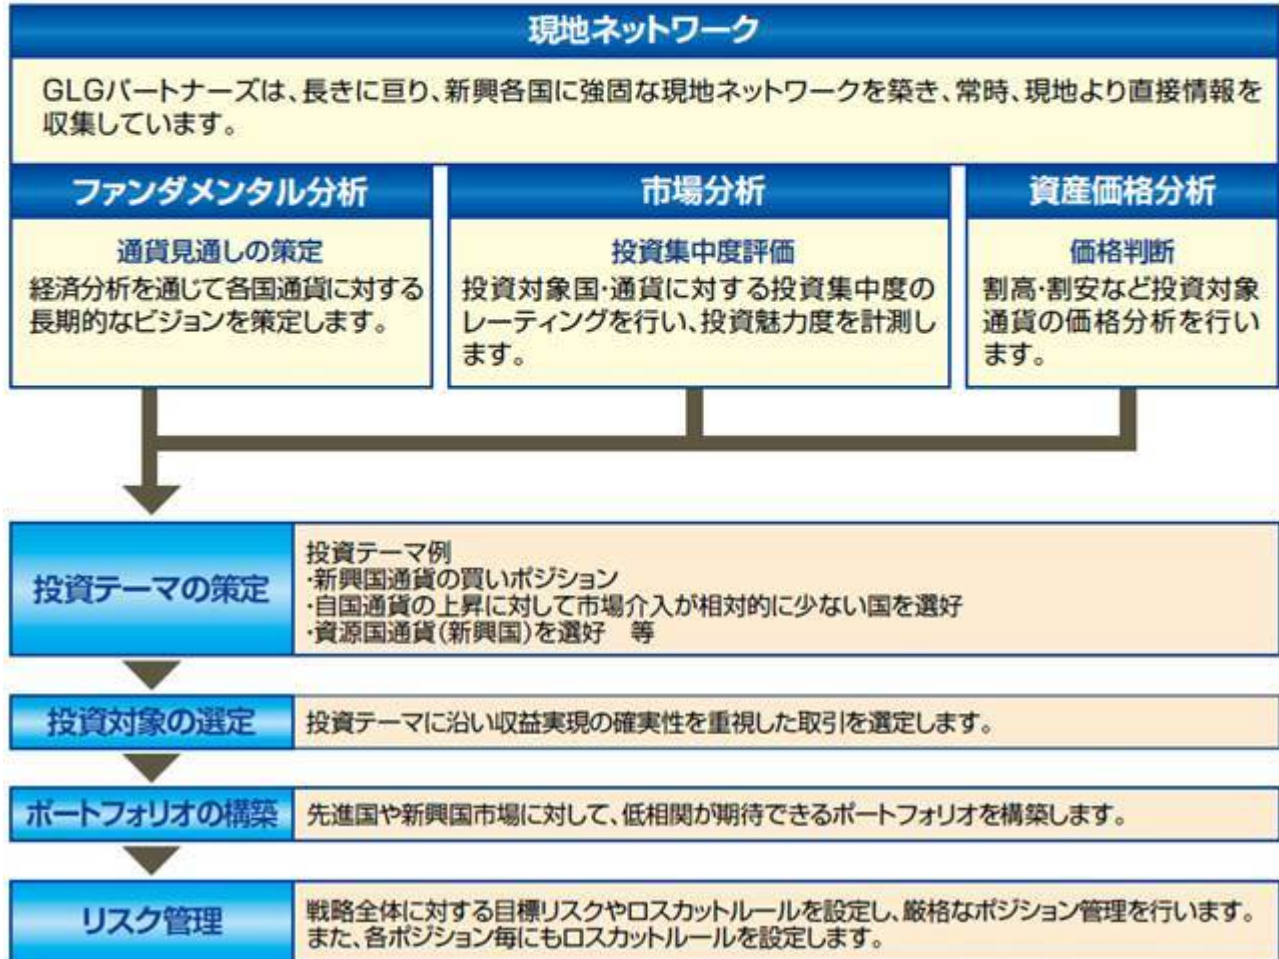 現地ネットワーク
GLGパートナーズは、長きに亘り、新興各国に強固な現地ネットワークを築き、常時、現地より直接情報を
収集しています。
ファンダメンタル分析
通貨見通しの策定
経済分析を通じて各国通貨に対する
長期的なビジョンを策定します。
市場分析
投資集中度評価
投資対象国・通貨に対する投資集中度の
レーティングを行い、投資魅力度を計測し
ます。
資産価格分析
価格判断
割高・割安など投資対象
通貨の価格分析を行い
ます。
投資テーマの策定
投資テーマ例
・新興国通貨の買いポジション
・自国通貨の上昇に対して市場介入が相対的に少ない国を選好
・資源国通貨(新興国)を選好　等
投資対象の選定
投資テーマに沿い収益実現の確実性を重視した取引を選定します。
ポートフォリオの構築
先進国や新興国市場に対して、低相関が期待できるポートフォリオを構築します。
リスク管理
戦略全体に対する目標リスクやロスカットルールを設定し、厳格なポジション管理を行います。
また、各ポジション毎にもロスカットルールを設定します。